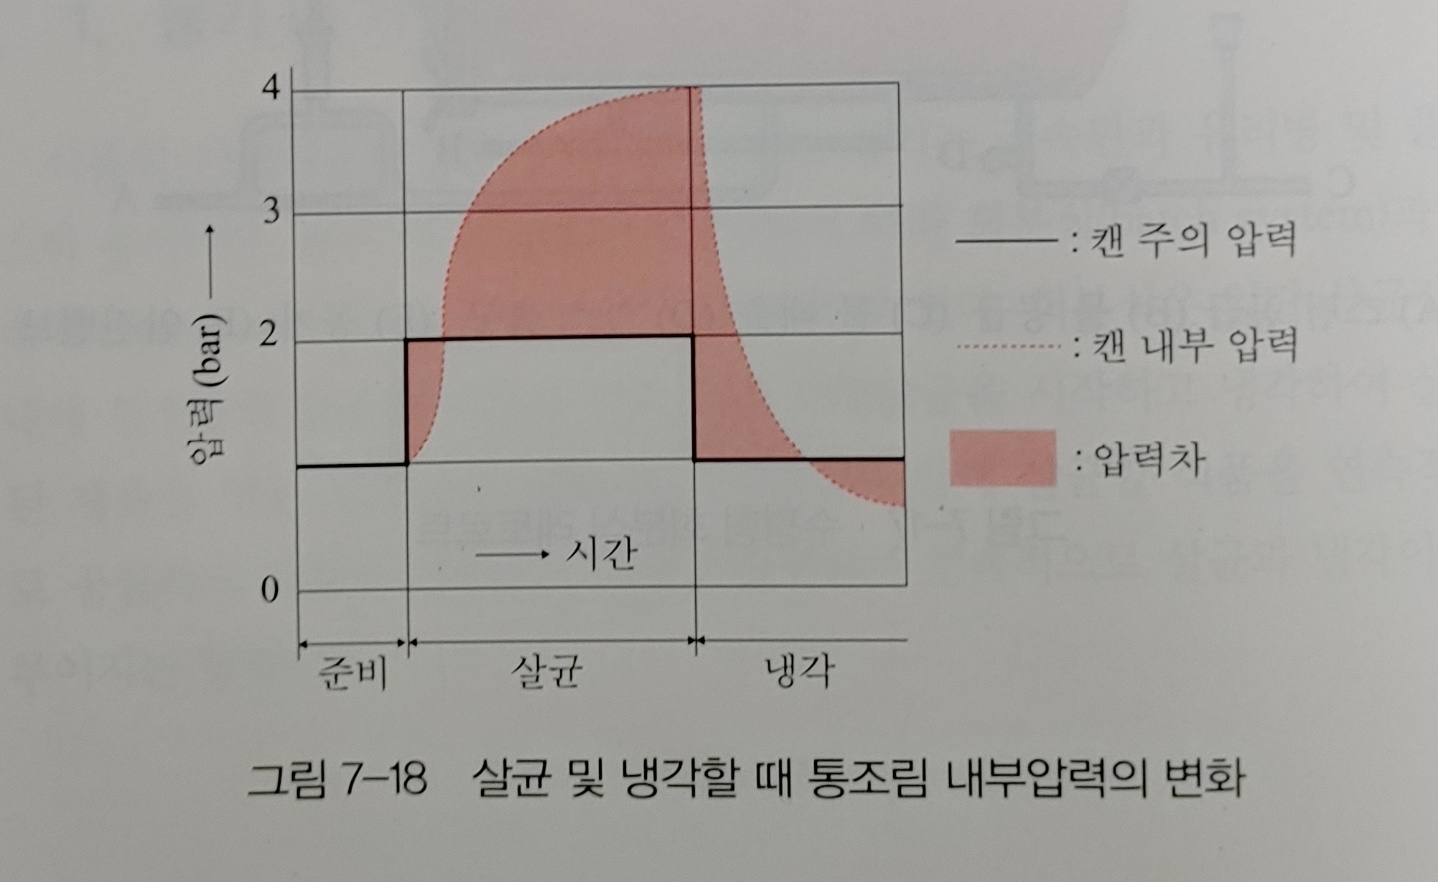 4
3
2
0
압력(bar)
시간
준비
살균
냉각
: 캔 주의 압력
: 캔 내부 압력
: 압력차
그림 7-18 살균 및 냉각할 때 통조림 내부압력의 변화